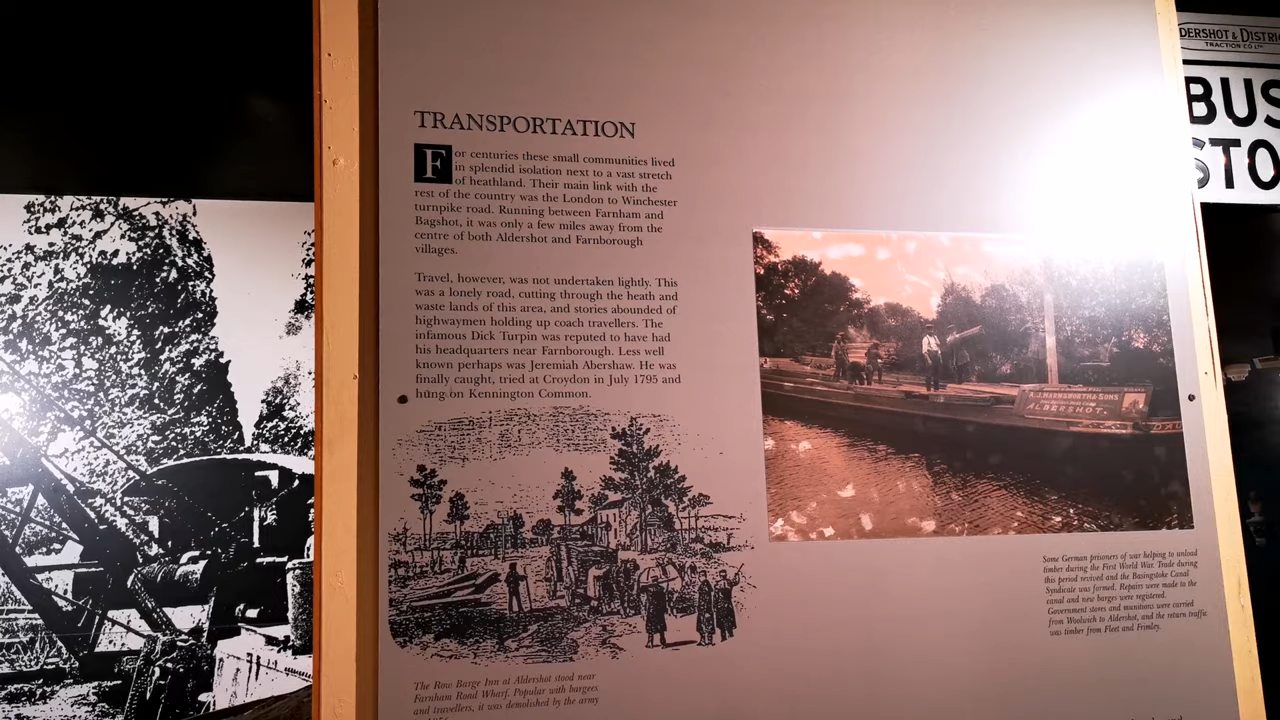 TRANSPORTATION
For centuries these small communities lived
in splendid isolation next to a vast stretch
of heathland. Their main link with the
rest of the country was the London to Winchester
turnpike road. Running between Farnham and
Bagshot, it was only a few miles away from the
centre of both Aldershot and Farnborough
villages.
Travel, however, was not undertaken lightly. This
was a lonely road, cutting through the heath and
waste lands of this area, and stories abounded of
highwaymen holding up coach travellers. The
infamous Dick Turpin was reputed to have had
his headquarters near Farnborough. Less well
known perhaps was Jeremiah Abershaw. He was
finally caught, tried at Croydon in July 1795 and
hung on Kennington Common.
The Row Barge Inn at Aldershot stood near
Farnham Road Wharf. Popular with bargees
and travellers, it was demolished by the army
A.J. HARMSWORTH & SONS
ALDERSHOT.
Some German prisoners of war helping to unload
timber during the First World War. Trade during
this period revived and the Basingstoke Canal
Syndicate was formed. Repairs were made to the
canal and new barges were registered.
Government stores and munitions were carried
from Woolwich to Aldershot, and the return traffic
was timber from Fleet and Frimley.
DERSHOT & DISTRI
TRACTION CO LTD
BUS
STO